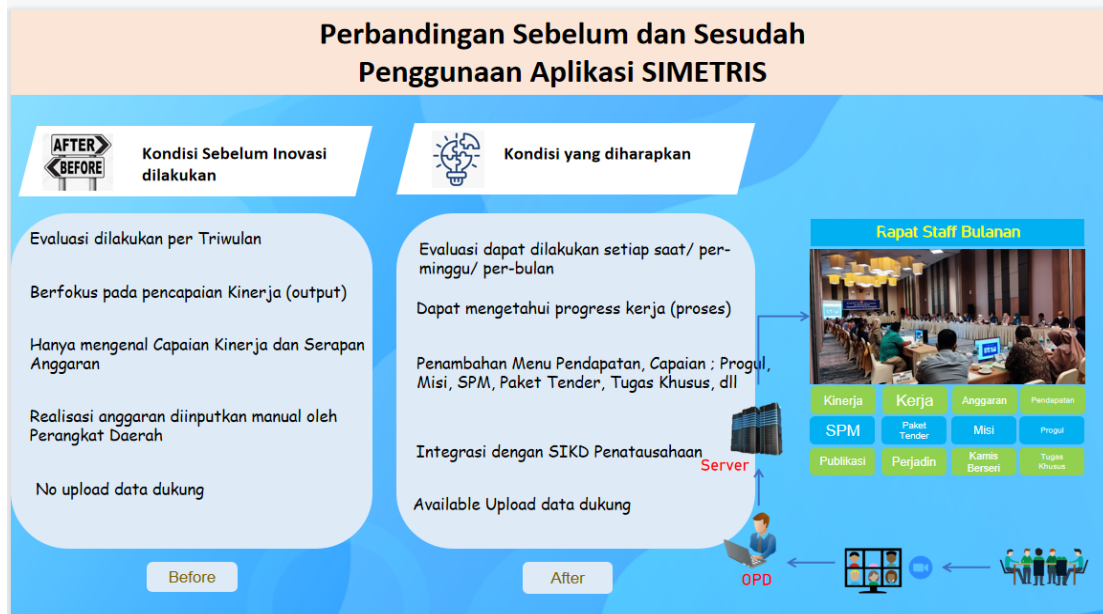 Perbandingan Sebelum dan Sesudah
Penggunaan Aplikasi SIMETRIS
AFTER
BEFORE
Kondisi Sebelum Inovasi
dilakukan
Kondisi yang diharapkan
Evaluasi dilakukan per Triwulan
Berfokus pada pencapaian Kinerja (output)
Hanya mengenal Capaian Kinerja dan Serapan
Anggaran
Realisasi anggaran diinputkan manual oleh
Perangkat Daerah
No upload data dukung
Before
Evaluasi dapat dilakukan setiap saat/ per-
minggu/ per-bulan
Dapat mengetahui progress kerja (proses)
Penambahan Menu Pendapatan, Capaian ; Progul,
Misi, SPM, Paket Tender, Tugas Khusus, dll
Integrasi dengan SIKD Penatausahaan
Available Upload data dukung
After
Server
OPD
Rapat Staff Bulanan
Kinerja
Kerja
Anggaran
Pendapatan
SPM
Paket
Tender
Misi
Progul
Publikasi
Perjadin
Kamis
Berseri
Tugas
Khusus